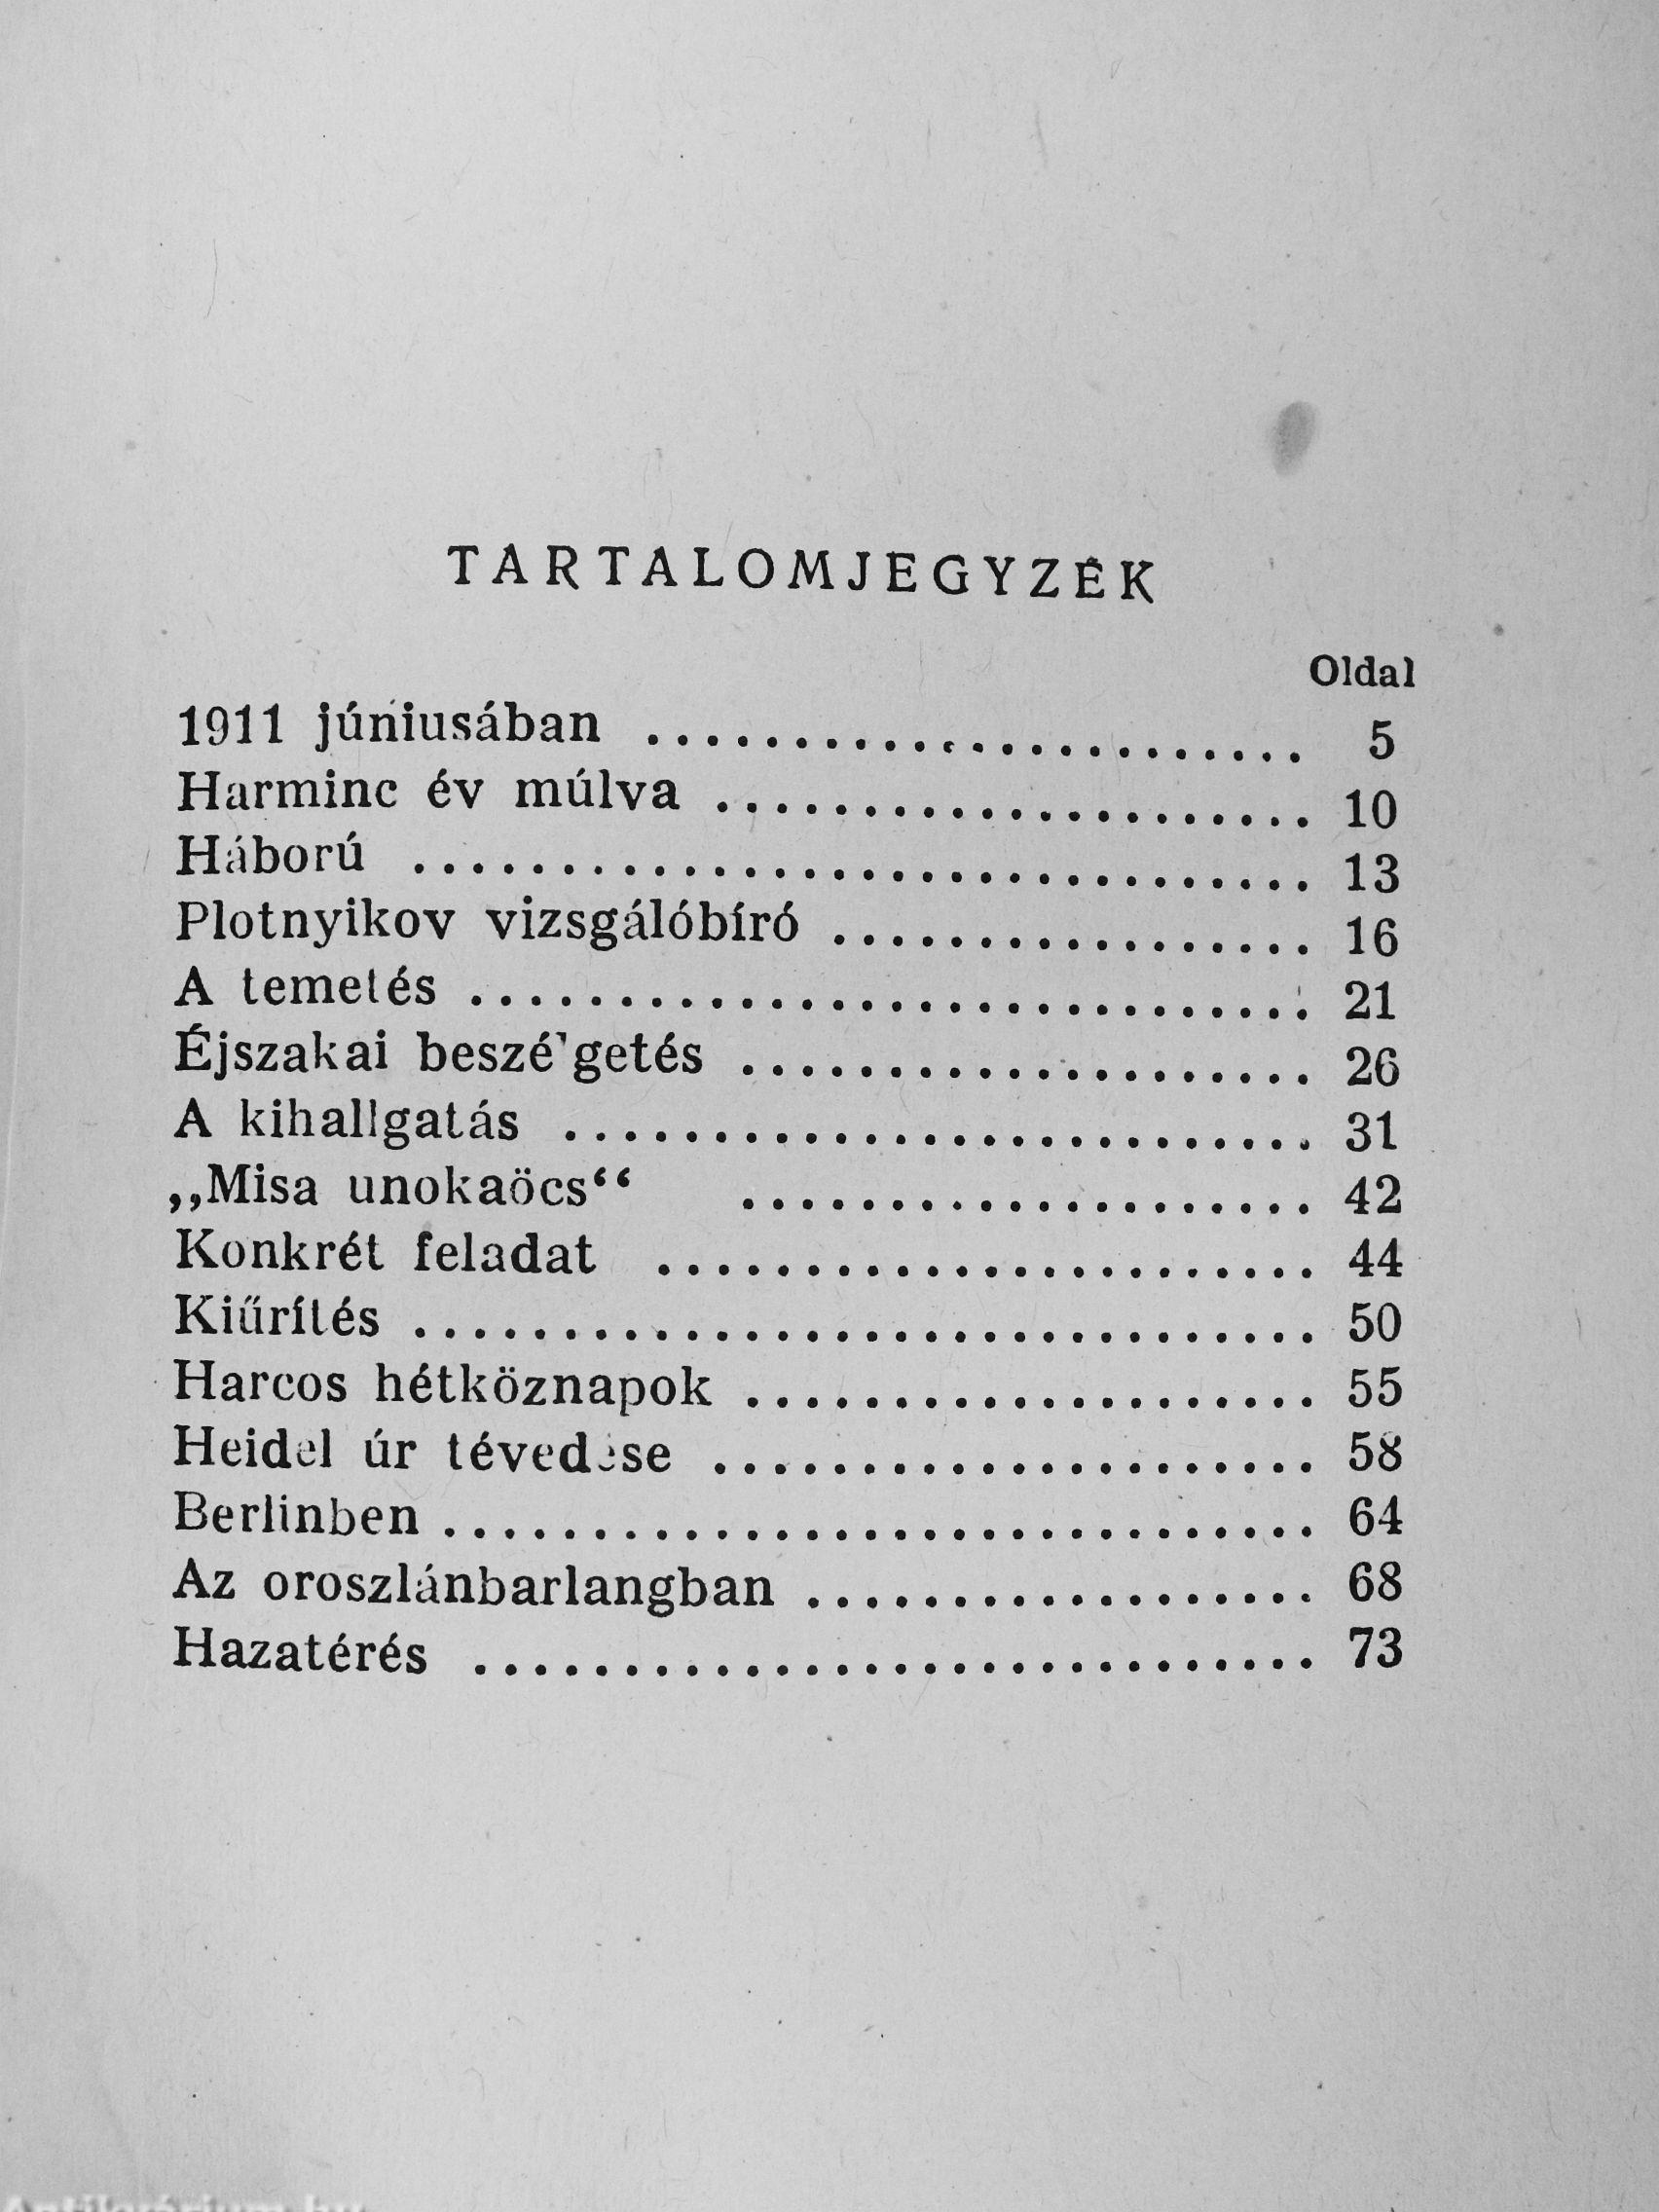 TARTALOMJEGYZÉK
Oldal
1911 júniusában ...................... 5
Harminc év múlva .................... 10
Háború ............................... 13
Plotnyikov vizsgálóbíró ................ 16
A temetés ............................ 21
Éjszakai beszélgetés ................... 26
A kihallgatás ......................... 31
,,Misa unokaöcs“ .................... 42
Konkrét feladat ...................... 44
Kiűrítés ............................... 50
Harcos hétköznapok ................... 55
Heidel úr tévedése .................... 58
Berlinben ............................. 64
Az oroszlánbarlangban ................. 68
Hazatérés ............................ 73